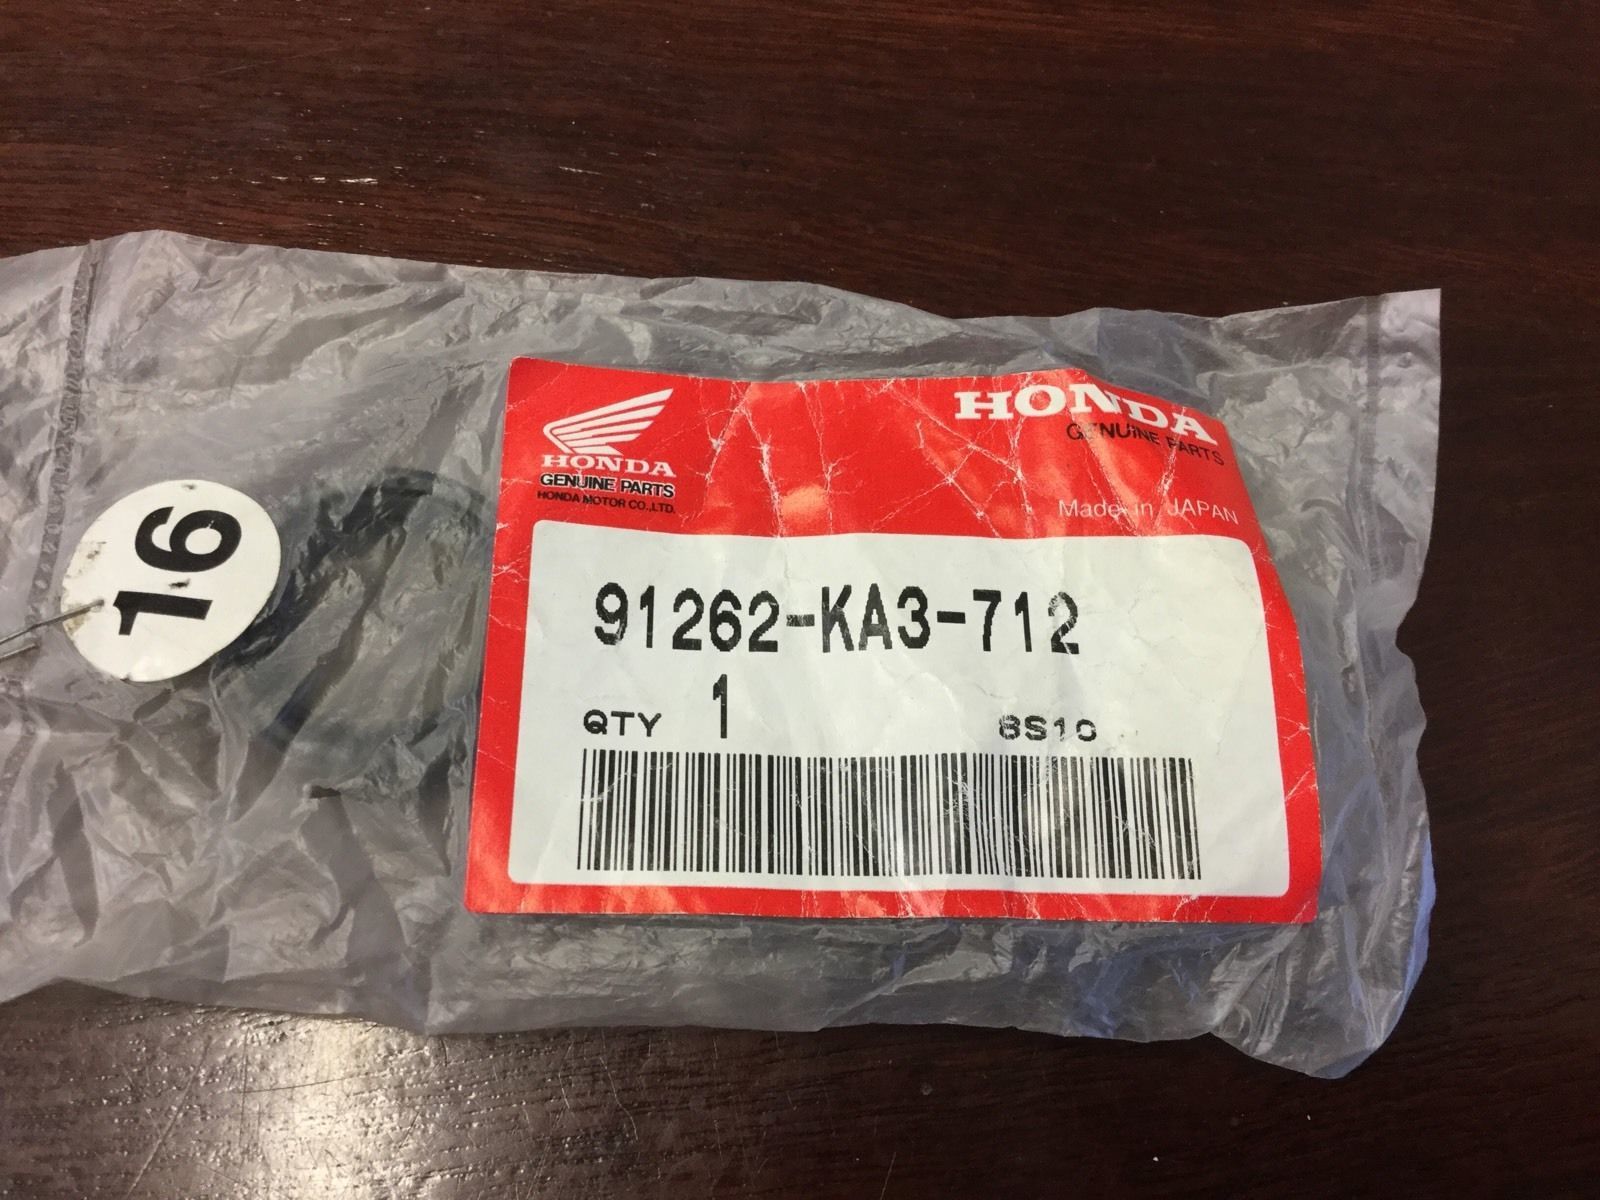 HONDA
GENUINE PARTS
HONDA MOTOR CO.,LTD.
HONDA
GENUINE PARTS
Made in JAPAN
16
91262-KA3-712
QTY 1 8S10